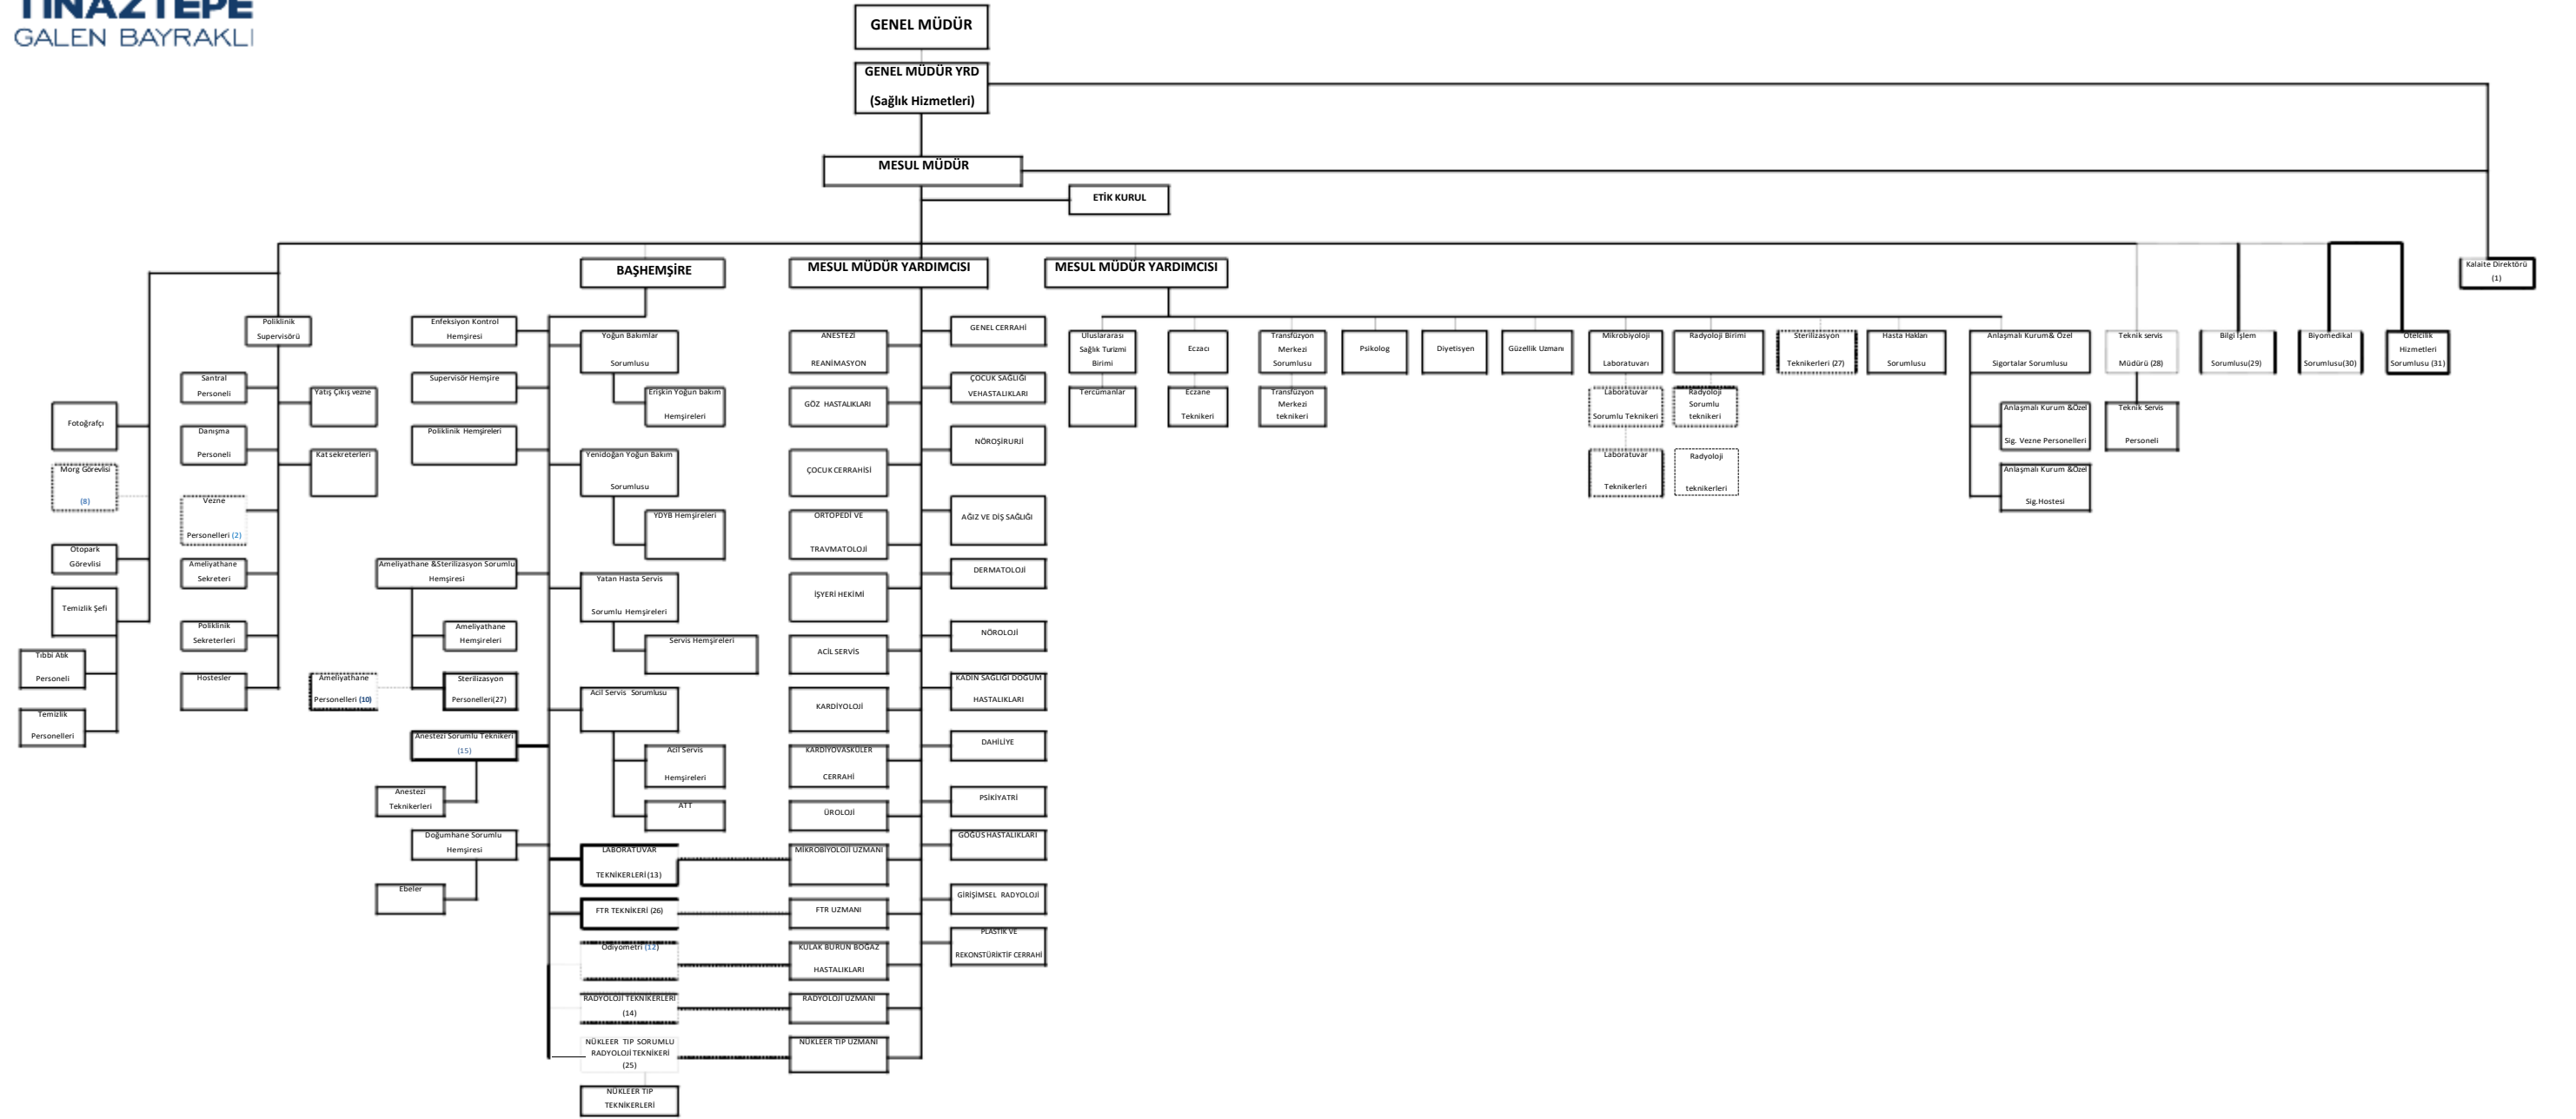 TINAZTEPE
GALEN BAYRAKLI
GENEL MÜDÜR
GENEL MÜDÜR YRD
(Sağlık Hizmetleri)
MESUL MÜDÜR
ETİK KURUL
BAŞHEMŞİRE
MESUL MÜDÜR YARDIMCISI
MESUL MÜDÜR YARDIMCISI
Kalaite Direktörü
(1)
Poliklinik
Supervisörü
Santral
Personeli
Yatış Çıkış vezne
Fotoğrafçı
Danışma
Personeli
Kat sekreterleri
Morg Görevlisi
(8)
Vezne
Personelleri (2)
Otopark
Görevlisi
Ameliyathane
Sekreteri
Temizlik Şefi
Poliklinik
Sekreterleri
Tıbbi Atık
Personeli
Hostesler
Temizlik
Personelleri
Enfeksiyon Kontrol
Hemşiresi
Supervisör Hemşire
Poliklinik Hemşireleri
Ameliyathane &Sterilizasyon Sorumlu
Hemşiresi
Ameliyathane
Hemşireleri
Ameliyathane
Personelleri (10)
Sterilizasyon
Personelleri(27)
Anestezi Sorumlu Teknikeri
(15)
Anestezi
Teknikerleri
Doğumhane Sorumlu
Hemşiresi
Ebeler
Yoğun Bakımlar
Sorumlusu
Erişkin Yoğun bakım
Hemşireleri
Yenidoğan Yoğun Bakım
Sorumlusu
YDYB Hemşireleri
Yatan Hasta Servis
Sorumlu Hemşireleri
Servis Hemşireleri
Acil Servis Sorumlusu
Acil Servis
Hemşireleri
ATT
LABORATUVAR
TEKNİKERLERİ(13)
FTR TEKNİKERİ (26)
Odiyometri (12)
RADYOLOJİ TEKNİKERLERİ
(14)
NÜKLEER TIP SORUMLU
RADYOLOJİ TEKNİKERİ
(25)
NÜKLEER TIP
TEKNİKERLERİ
ANESTEZİ
REANİMASYON
GÖZ HASTALIKLARI
ÇOCUK CERRAHİSİ
ORTOPEDİ VE
TRAVMATOLOJİ
İŞYERİ HEKİMİ
ACİL SERVİS
KARDİYOLOJİ
KARDİYOVASKÜLER
CERRAHİ
ÜROLOJİ
MİKROBİYOLOJİ UZMANI
FTR UZMANI
KULAK BURUN BOĞAZ
HASTALIKLARI
RADYOLOJİ UZMANI
NÜKLEER TIP UZMANI
GENEL CERRAHİ
ÇOCUK SAĞLIĞI
VEHASTALIKLARI
NÖROŞİRURJİ
AĞIZ VE DİŞ SAĞLIĞI
DERMATOLOJİ
NÖROLOJİ
KADIN SAĞLIĞI DOĞUM
HASTALIKLARI
DAHİLİYE
PSİKİYATRİ
GÖĞÜS HASTALIKLARI
GİRİŞİMSEL RADYOLOJİ
PLASTİK VE
REKONSTÜRİKTİF CERRAHİ
Uluslararası
Sağlık Turizmi
Birimi
Tercümanlar
Eczacı
Eczane
Teknikeri
Transfüzyon
Merkezi
Sorumlusu
Transfüzyon
Merkezi
teknikeri
Psikolog
Diyetisyen
Güzellik Uzmanı
Mikrobiyoloji
Laboratuvarı
Laboratuvar
Sorumlu Teknikeri
Laboratuvar
Teknikerleri
Radyoloji Birimi
Radyoloji
Sorumlu
teknikeri
Radyoloji
teknikerleri
Sterilizasyon
Teknikerleri (27)
Hasta Hakları
Sorumlusu
Anlaşmalı Kurum& Özel
Sigortalar Sorumlusu
Anlaşmalı Kurum &Özel
Sig. Vezne Personelleri
Anlaşmalı Kurum &Özel
Sig.Hostesi
Teknik servis
Müdürü (28)
Teknik Servis
Personeli
Bilgi İşlem
Sorumlusu(29)
Biyomedikal
Sorumlusu(30)
Otelcilik
Hizmetleri
Sorumlusu (31)